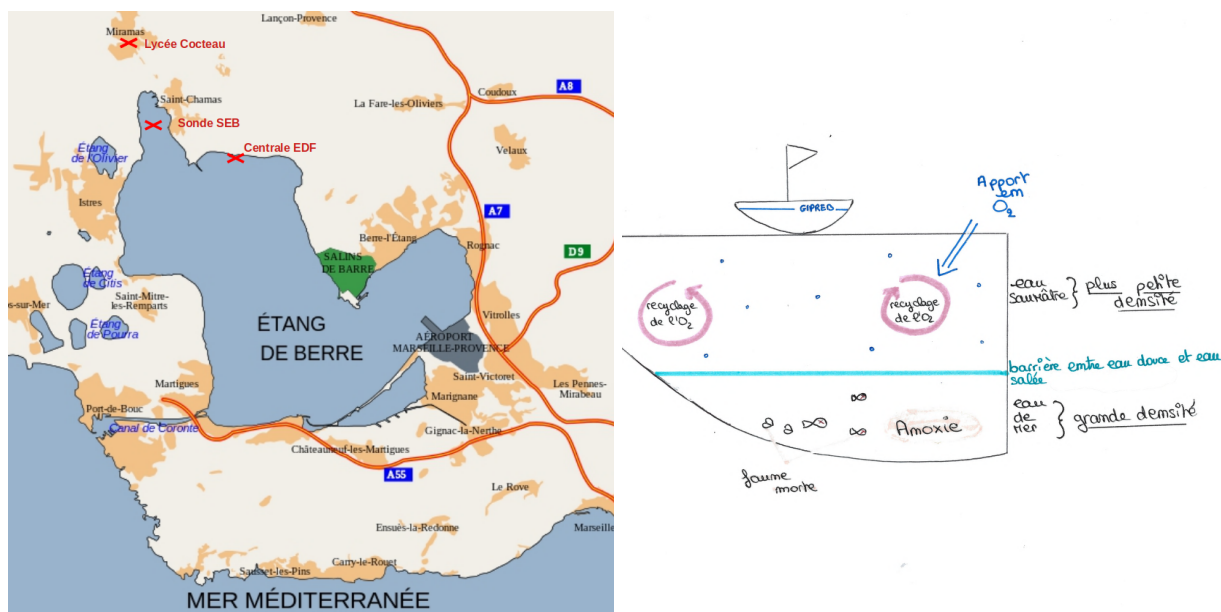 Lançon-Provence
Miramas
Lycée Cocteau
A8
Saint-Chamas
La Fare-les-Oliviers
Coudoux
Sonde SEB
Centrale EDF
Étang
de l'Olivier
Velaux
Istres
A7
Berre-l'Étang
Rognac
D9
SALINS
DE BARRE
Étang
de Citis
os-sur-Mer
Saint-Mitre-
les-Remparts
Étang
de Pourra
ÉTANG
DE BERRE
Vitrolles
AÉROPORT
MARSEILLE-PROVENCE
Saint-Victoret
Martigues
Les Pennes-
Mirabeau
Marignane
Port-de-Bouc
Canal de Coronte
Gignac-la-Nerthe
Châteauneuf-les-Martigues
A55
Le Rove
Ensuès-la-Redonne
Marseille
Carry-le-Rouet
Sausset-les-Pins
MER MÉDITERRANÉE
GIPREB
Apport
em
O2
recyclage
de l'O2
recyclage
de l'O2
-eau
saumâtre } plus petite
densité
barrière emtre eau douce et eau
salée
eau
de
mer } grande densité
Amoxie
faume
morte